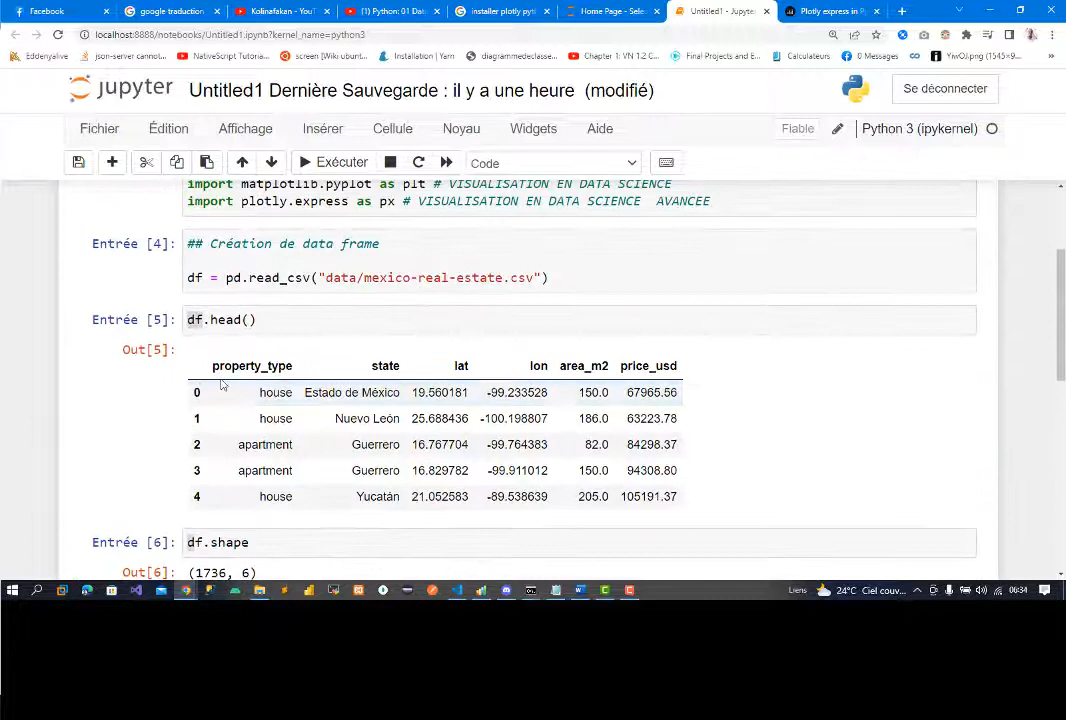 Facebook
google traduction
Kolinafakan - YouT
(1) Python: 01 Data
installer plotly pyth
Home Page - Selec
Untitled1 - Jupyter
Plotly express in Py
localhost:8888/notebooks/Untitled1.ipynb?kernel_name=python3
Eddenyalive
json-server cannot...
NativeScript Tutoria...
screen [Wiki ubunt...
Installation | Yarn
diagrammedeclasse...
Chapter 1: VN 1.2 C...
Final Projects and E...
Calculateurs
0 Messages
YiwOJ.png (1545×9...
jupyter
Untitled1 Dernière Sauvegarde : il y a une heure (modifié)
Se déconnecter
Fichier Édition Affichage Insérer Cellule Noyau Widgets Aide
Fiable
Python 3 (ipykernel)
Exécuter
Code
import matplotlib.pyplot as plt # VISUALISATION EN DATA SCIENCE
import plotly.express as px # VISUALISATION EN DATA SCIENCE AVANCEE
Entrée [4]: ## Création de data frame
df = pd.read_csv("data/mexico-real-estate.csv")
Entrée [5]: df.head()
Out[5]:
property_type state lat lon area_m2 price_usd
0 house Estado de México 19.560181 -99.233528 150.0 67965.56
1 house Nuevo León 25.688436 -100.198807 186.0 63223.78
2 apartment Guerrero 16.767704 -99.764383 82.0 84298.37
3 apartment Guerrero 16.829782 -99.911012 150.0 94308.80
4 house Yucatán 21.052583 -89.538639 205.0 105191.37
Entrée [6]: df.shape
Out[6]: (1736, 6)
Liens
24°C Ciel couv...
06:34